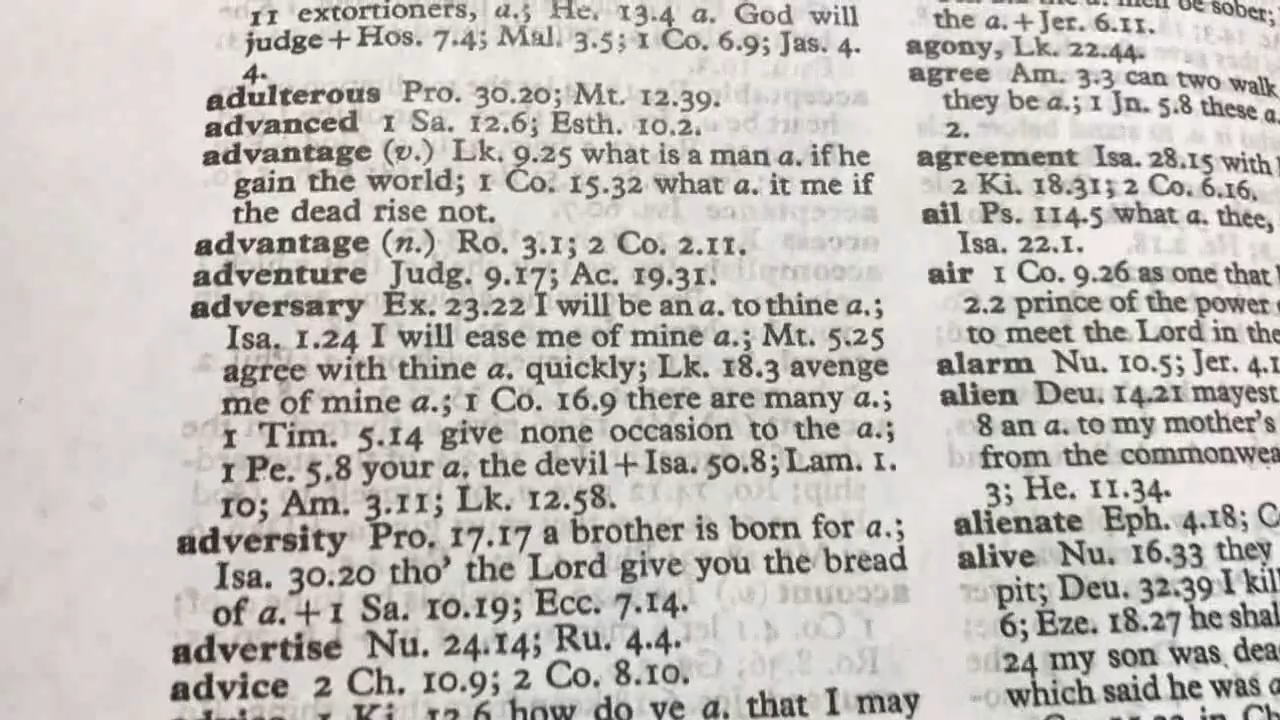 11 extortioners, a.; He. 13.4 a. God will
judge + Hos. 7.4; Mal. 3.5; 1 Co. 6.9; Jas. 4.
4.
adulterous Pro. 30.20; Mt. 12.39.
advanced 1 Sa. 12.6; Esth. 10.2.
advantage (v.) Lk. 9.25 what is a man a. if he
gain the world; 1 Co. 15.32 what a. it me if
the dead rise not.
advantage (n.) Ro. 3.1; 2 Co. 2.11.
adventure Judg. 9.17; Ac. 19.31.
adversary Ex. 23.22 I will be an a. to thine a.;
Isa. 1.24 I will ease me of mine a.; Mt. 5.25
agree with thine a. quickly; Lk. 18.3 avenge
me of mine a.; 1 Co. 16.9 there are many a.;
1 Tim. 5.14 give none occasion to the a.;
1 Pe. 5.8 your a. the devil + Isa. 50.8; Lam. 1.
10; Am. 3.11; Lk. 12.58.
adversity Pro. 17.17 a brother is born for a.;
Isa. 30.20 tho' the Lord give you the bread
of a. + 1 Sa. 10.19; Ecc. 7.14.
advertise Nu. 24.14; Ru. 4.4.
advice 2 Ch. 10.9; 2 Co. 8.10.
1 Ki. 12.6 how do ye a. that I may
be sober;
the a. + Jer. 6.11.
agony, Lk. 22.44.
agree Am. 3.3 can two walk
they be a.; 1 Jn. 5.8 these a.
2.
agreement Isa. 28.15 with
2 Ki. 18.31; 2 Co. 6.16.
ail Ps. 114.5 what a. thee,
Isa. 22.1.
air 1 Co. 9.26 as one that
2.2 prince of the power
to meet the Lord in the
alarm Nu. 10.5; Jer. 4.1
alien Deu. 14.21 mayest
8 an a. to my mother's
from the commonwea
3; He. 11.34.
alienate Eph. 4.18; C
alive Nu. 16.33 they
pit; Deu. 32.39 I kil
6; Eze. 18.27 he shal
24 my son was dea
which said he was a